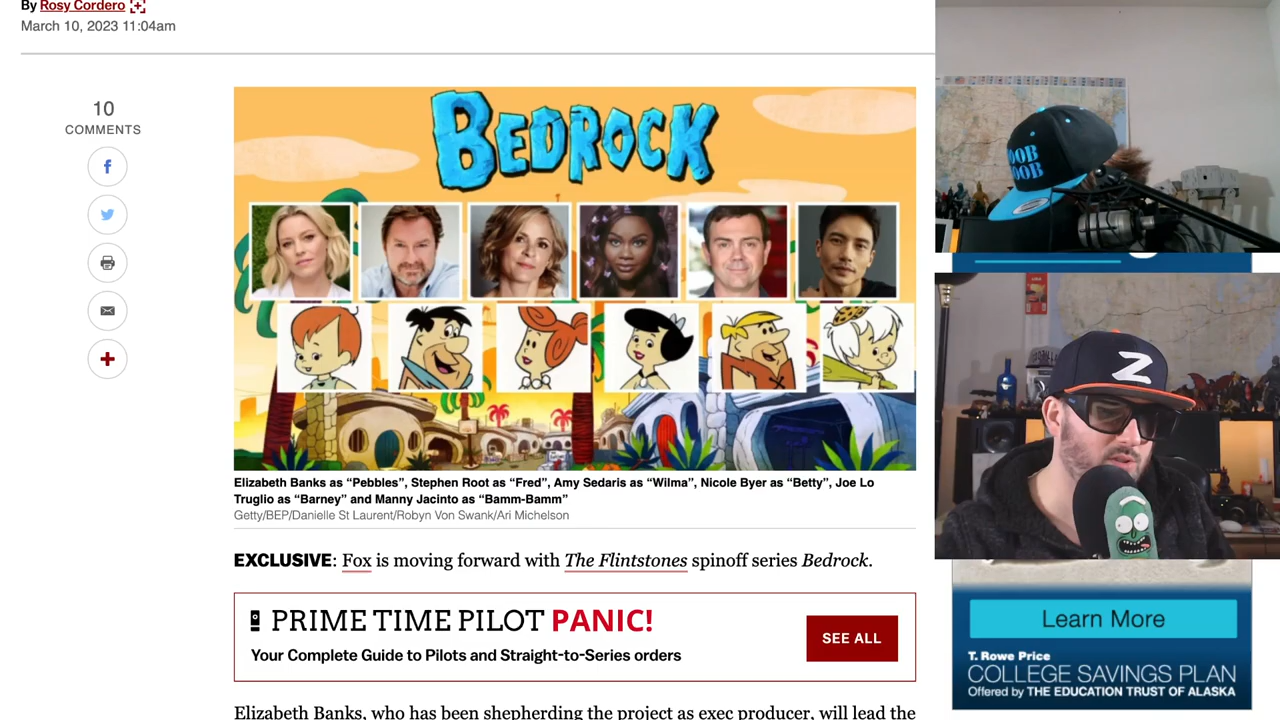 By Rosy Cordero
March 10, 2023 11:04am
10
COMMENTS
BEDROCK
Elizabeth Banks as “Pebbles”, Stephen Root as “Fred”, Amy Sedaris as “Wilma”, Nicole Byer as “Betty”, Joe Lo
Truglio as “Barney” and Manny Jacinto as “Bamm-Bamm”
Getty/BEP/Danielle St Laurent/Robyn Von Swank/Ari Michelson
EXCLUSIVE: Fox is moving forward with The Flintstones spinoff series Bedrock.
PRIME TIME PILOT PANIC!
Your Complete Guide to Pilots and Straight-to-Series orders
SEE ALL
Elizabeth Banks, who has been shepherding the project as exec producer, will lead the
Z
Learn More
T. Rowe Price
COLLEGE SAVINGS PLAN
Offered by THE EDUCATION TRUST OF ALASKA